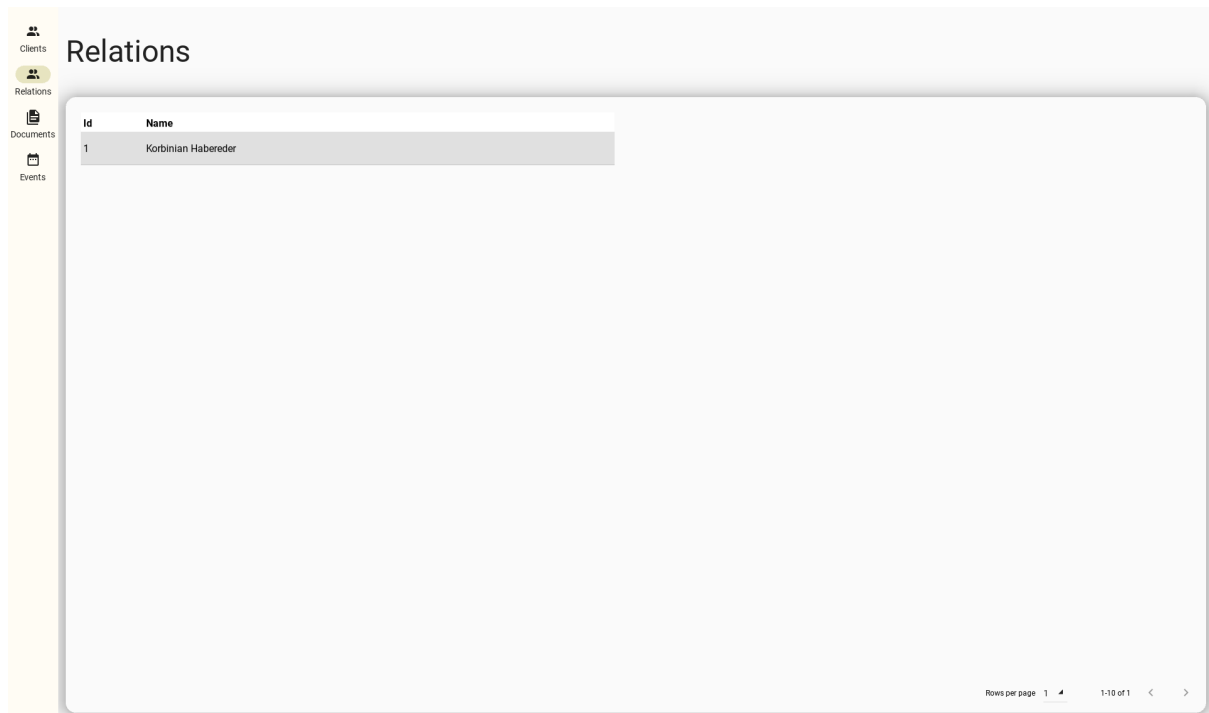 Clients
Relations
Documents
Events
Relations
Id Name
1 Korbinian Habereder
Rows per page 1 1-10 of 1